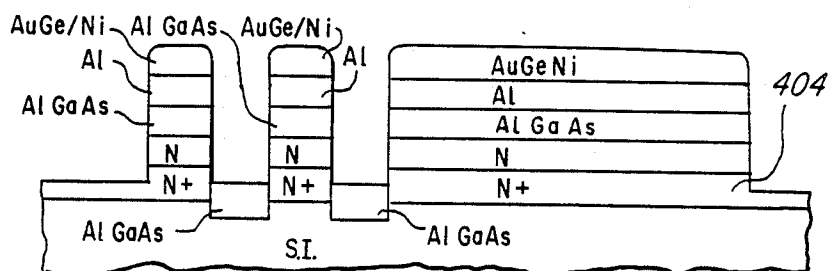 AuGe/Ni Al GaAs AuGe/Ni
Al Al AuGeNi
Al
404
Al GaAs Al GaAs
N N N
N+ N+ N+
Al GaAs Al GaAs
S.I.